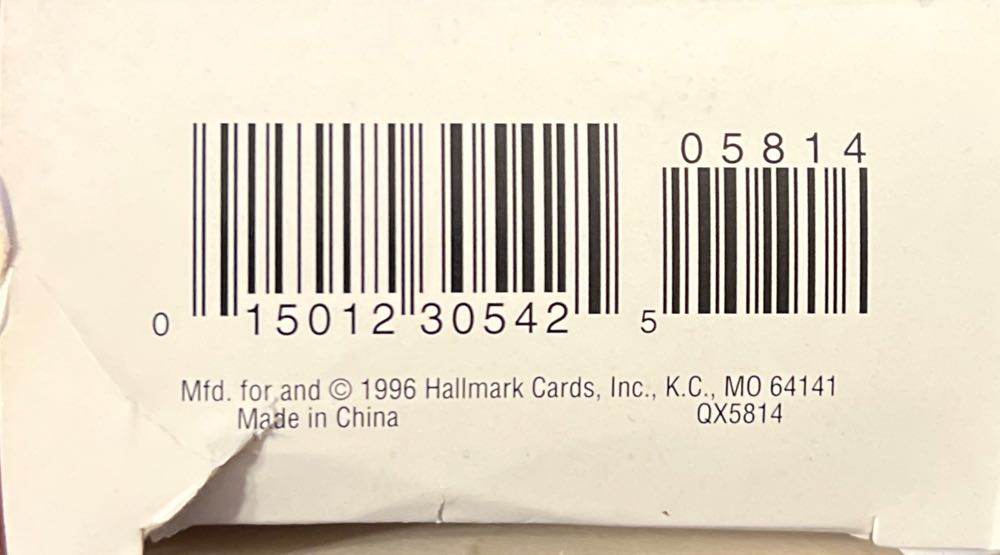 05814
0 15012 30542 5
Mfd. for and © 1996 Hallmark Cards, Inc., K.C., MO 64141
Made in China QX5814